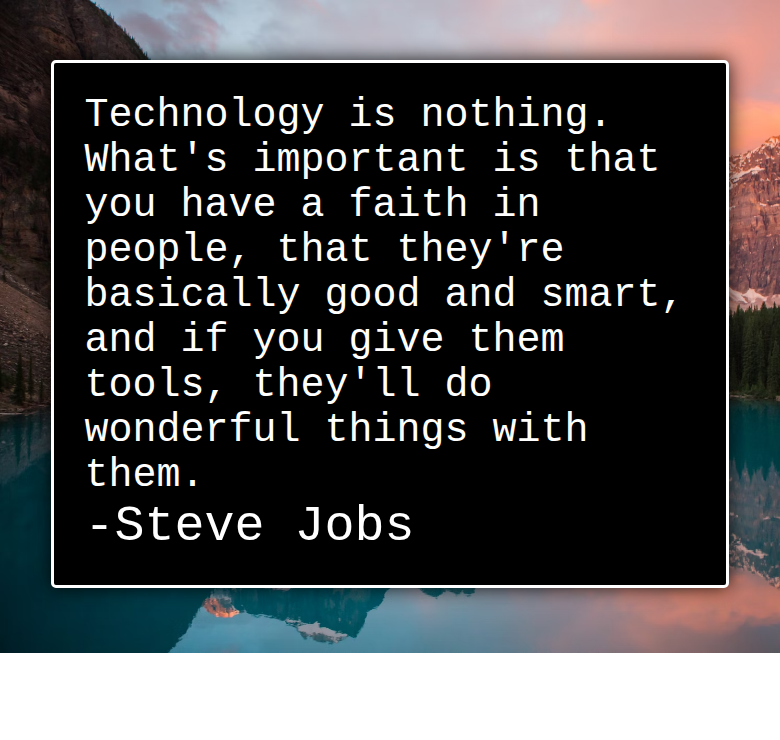 Technology is nothing.
What's important is that
you have a faith in
people, that they're
basically good and smart,
and if you give them
tools, they'll do
wonderful things with
them.
-Steve Jobs